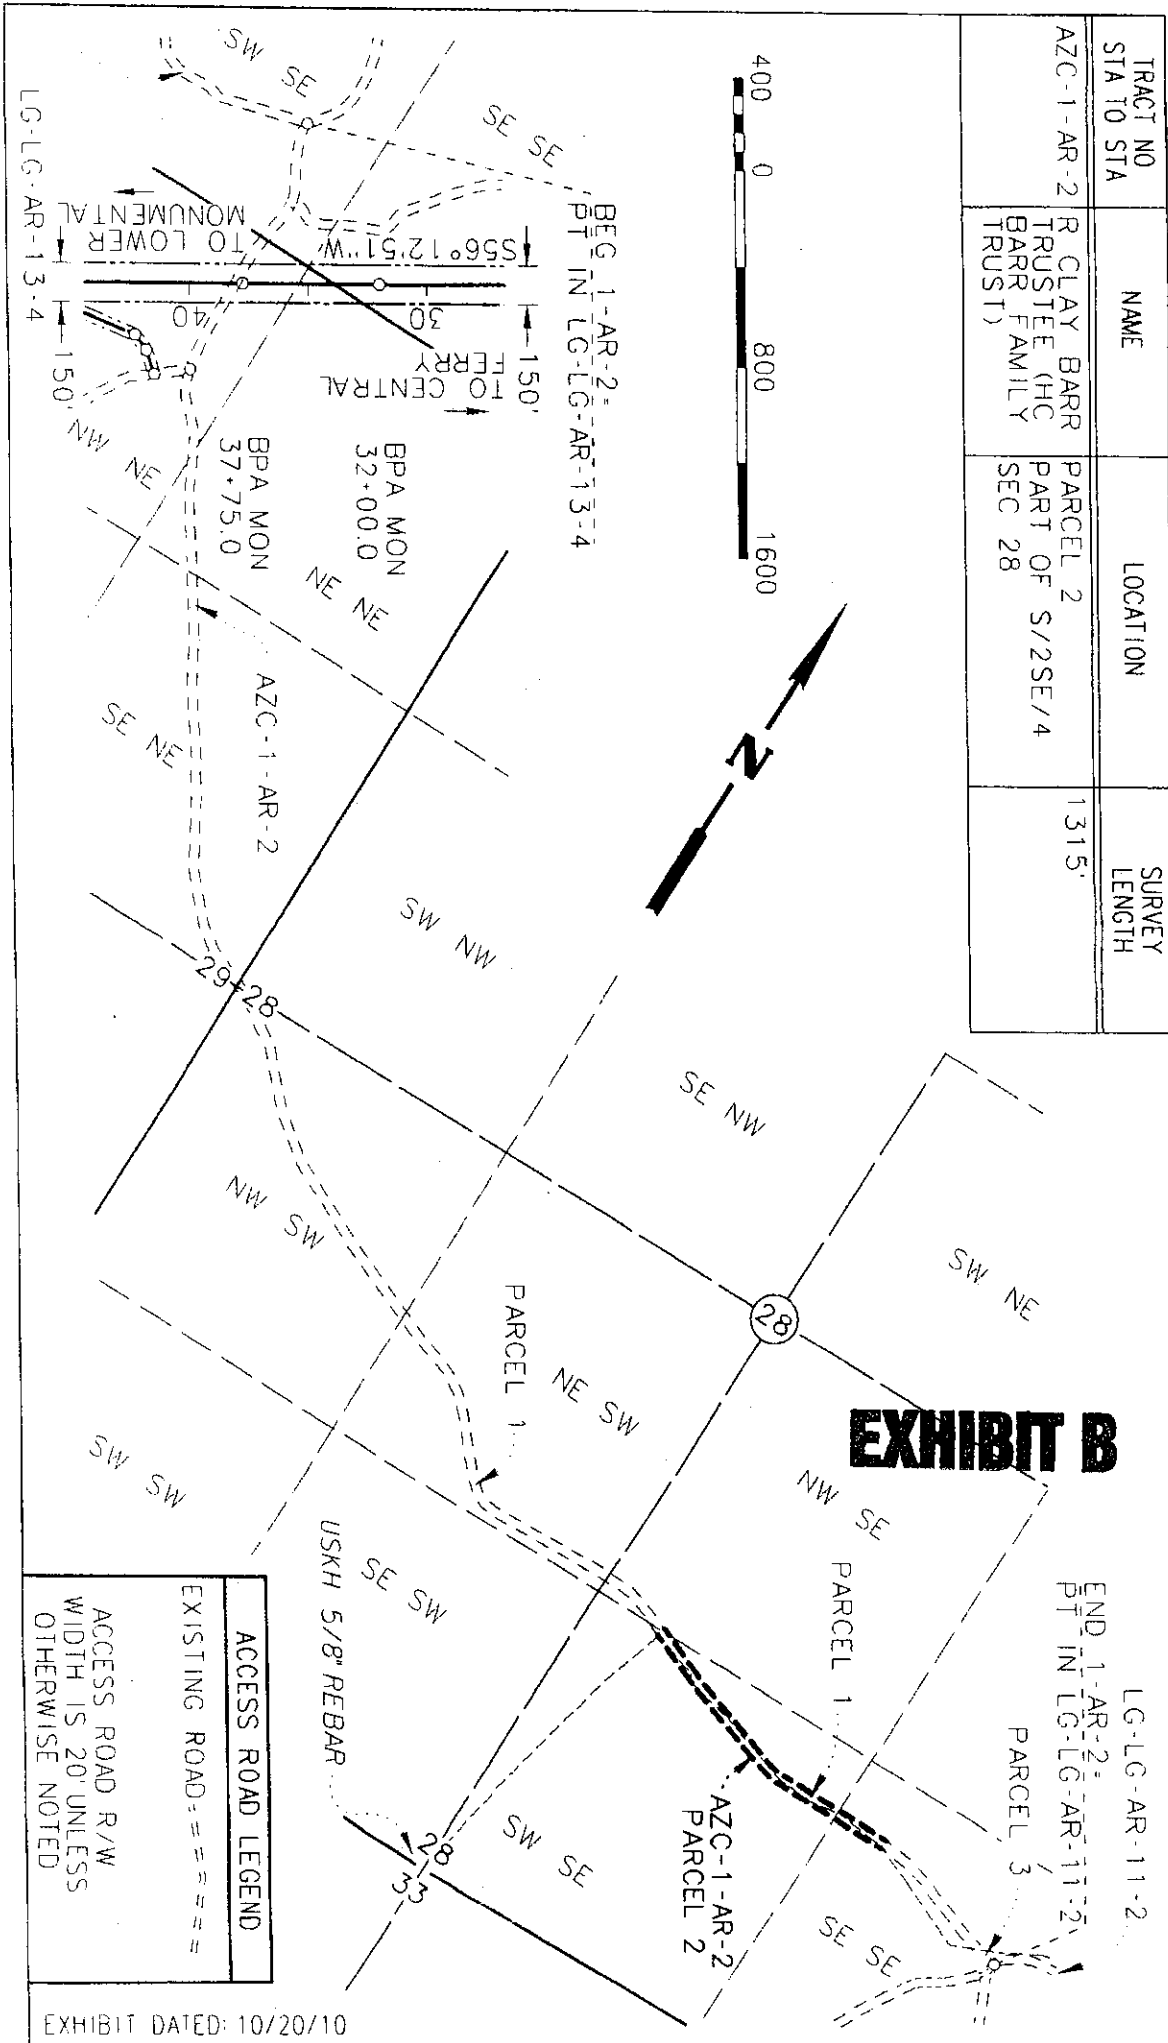 TRACT NO
STA TO STA
NAME
LOCATION
SURVEY
LENGTH
AZC-1-AR-2
R CLAY BARR
TRUSTEE (HC
BARR FAMILY
TRUST)
PARCEL 2
PART OF S/2SE/4
SEC 28
1315'
400 0 800 1600
N
SW SE
SE SE
BEG 1-AR-2=
PT IN LG-LG-AR-13-4
S56°12'51"W
TO LOWER
MONUMENTAL
TO CENTRAL
FERRY
150'
150'
30
40
LG-LG-AR-13-4
BPA MON
32+00.0
BPA MON
37+75.0
NW NE
NE NE
SE NE
AZC-1-AR-2
SW NW
29
28
SE NW
NW SW
SW NE
28
PARCEL 1
NE SW
EXHIBIT B
NW SE
SW SW
SE SW
USKH 5/8" REBAR
PARCEL 1
LG-LG-AR-11-2
END 1-AR-2=
PT IN LG-LG-AR-11-2
PARCEL 3
AZC-1-AR-2
PARCEL 2
SW SE
SE SE
28
33
ACCESS ROAD LEGEND
EXISTING ROAD
ACCESS ROAD R/W
WIDTH IS 20' UNLESS
OTHERWISE NOTED
EXHIBIT DATED: 10/20/10